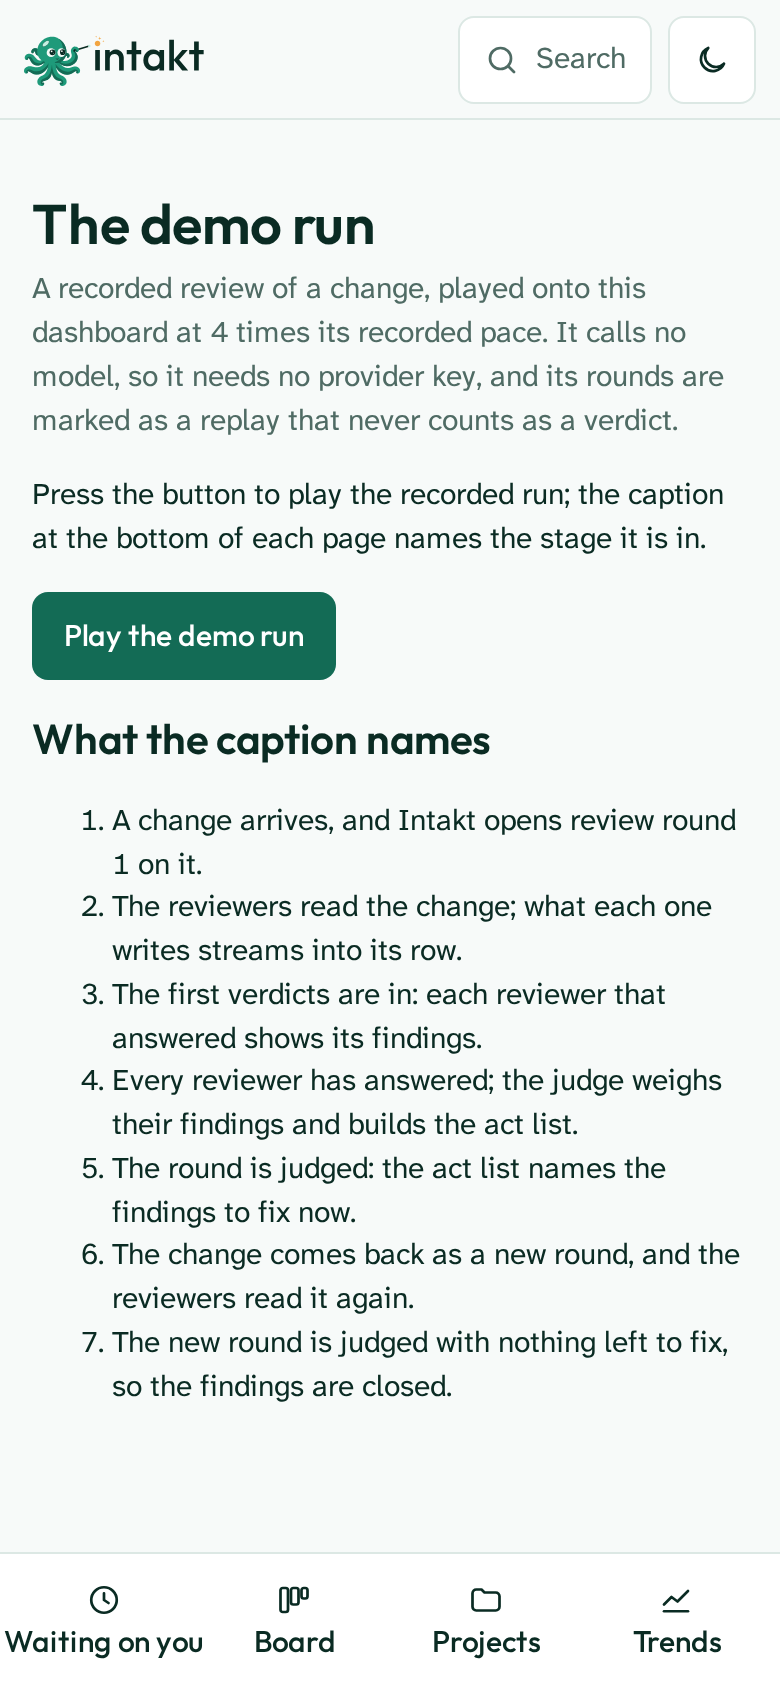 intakt
Search
The demo run
A recorded review of a change, played onto this
dashboard at 4 times its recorded pace. It calls no
model, so it needs no provider key, and its rounds are
marked as a replay that never counts as a verdict.
Press the button to play the recorded run; the caption
at the bottom of each page names the stage it is in.
Play the demo run
What the caption names
1. A change arrives, and Intakt opens review round
1 on it.
2. The reviewers read the change; what each one
writes streams into its row.
3. The first verdicts are in: each reviewer that
answered shows its findings.
4. Every reviewer has answered; the judge weighs
their findings and builds the act list.
5. The round is judged: the act list names the
findings to fix now.
6. The change comes back as a new round, and the
reviewers read it again.
7. The new round is judged with nothing left to fix,
so the findings are closed.
Waiting on you
Board
Projects
Trends